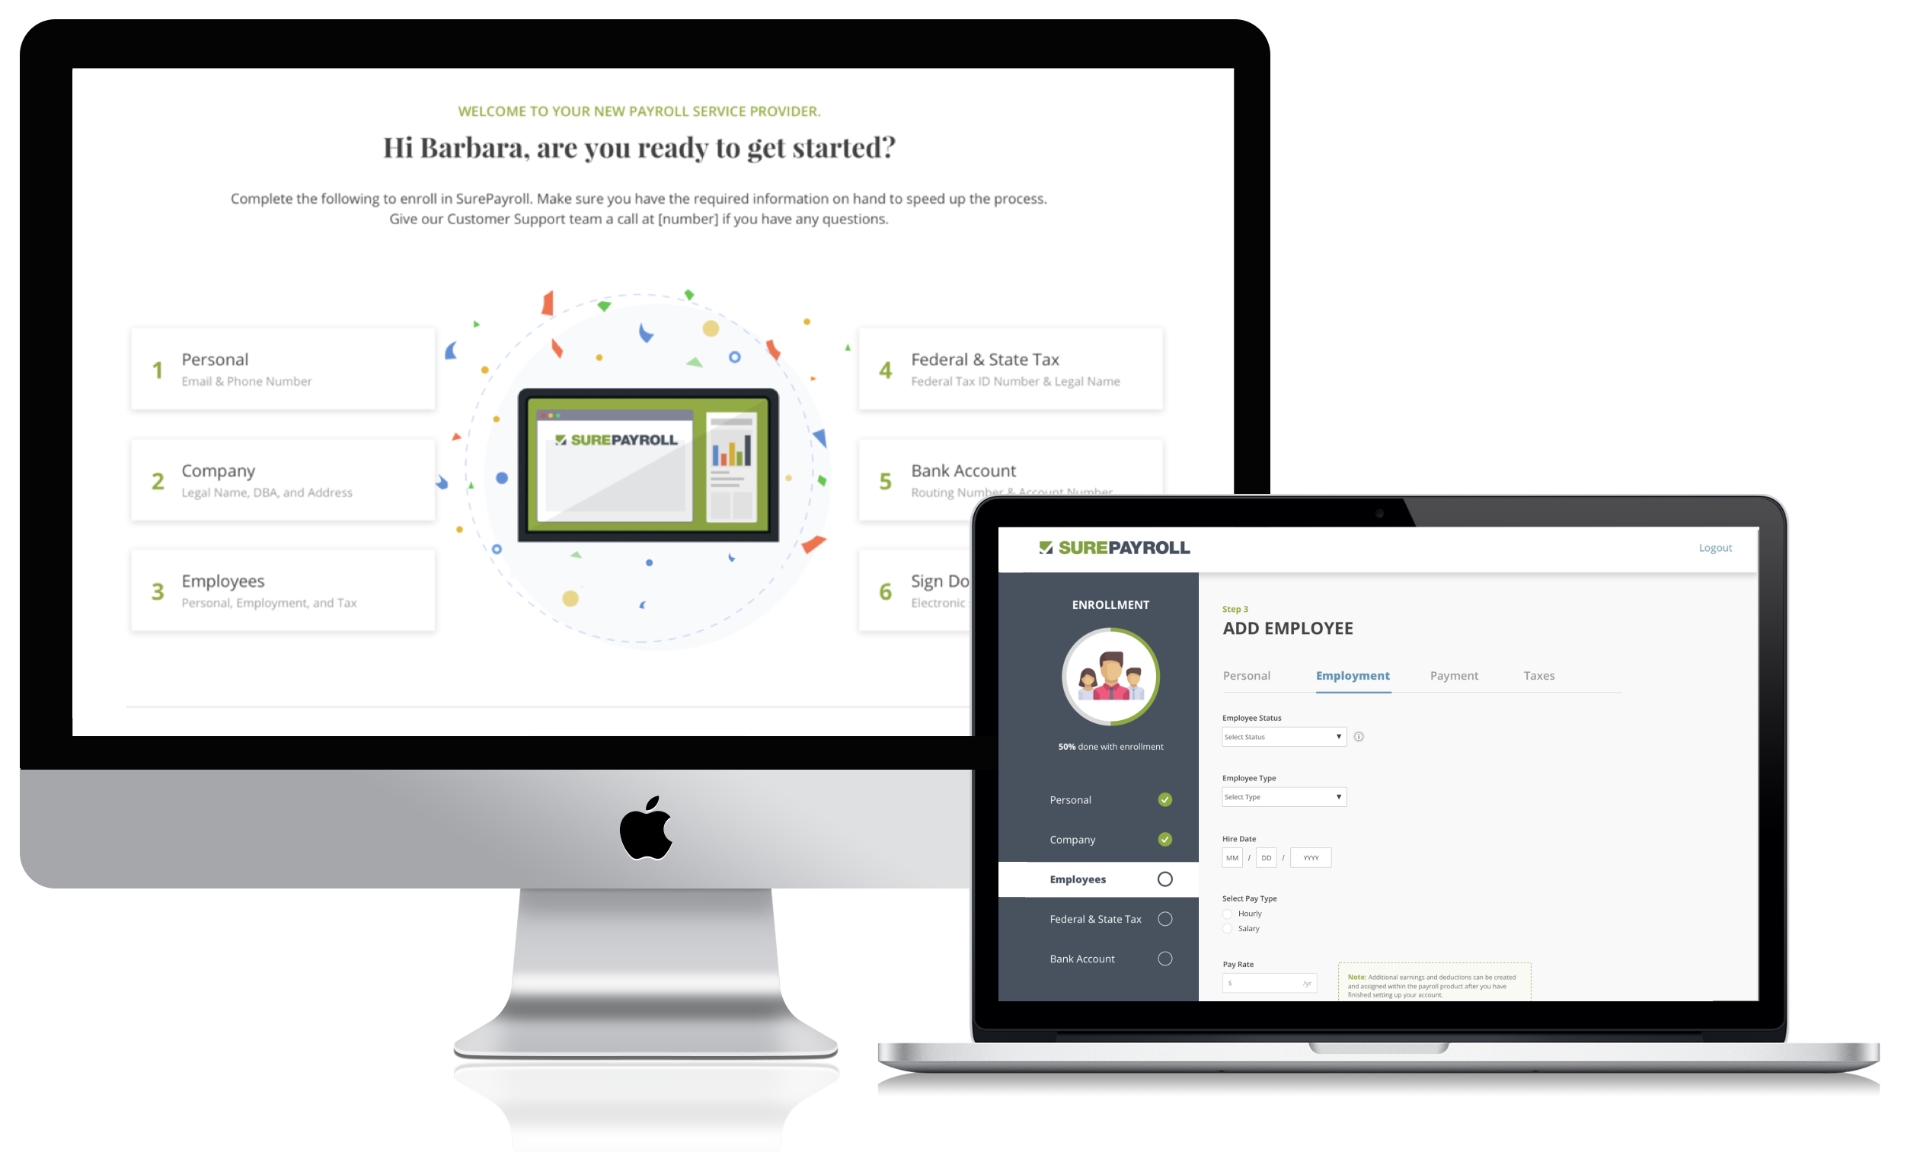 WELCOME TO YOUR NEW PAYROLL SERVICE PROVIDER.
Hi Barbara, are you ready to get started?
Complete the following to enroll in SurePayroll. Make sure you have the required information on hand to speed up the process.
Give our Customer Support team a call at [number] if you have any questions.
1
Personal
Email & Phone Number
2
Company
Legal Name, DBA, and Address
3
Employees
Personal, Employment, and Tax
SUREPAYROLL
4
Federal & State Tax
Federal Tax ID Number & Legal Name
5
Bank Account
Routing Number & Account Number
6
Sign Do
Electronic
SUREPAYROLL
Logout
ENROLLMENT
50% done with enrollment
Personal
Company
Employees
Federal & State Tax
Bank Account
Step 3
ADD EMPLOYEE
Personal Employment Payment Taxes
Employee Status
Select Status
Employee Type
Select Type
Hire Date
MM / DD / YYYY
Select Pay Type
Hourly
Salary
Pay Rate
$ /yr
Note: Additional earnings and deductions can be created
and assigned within the payroll product after you have
finished setting up your account.